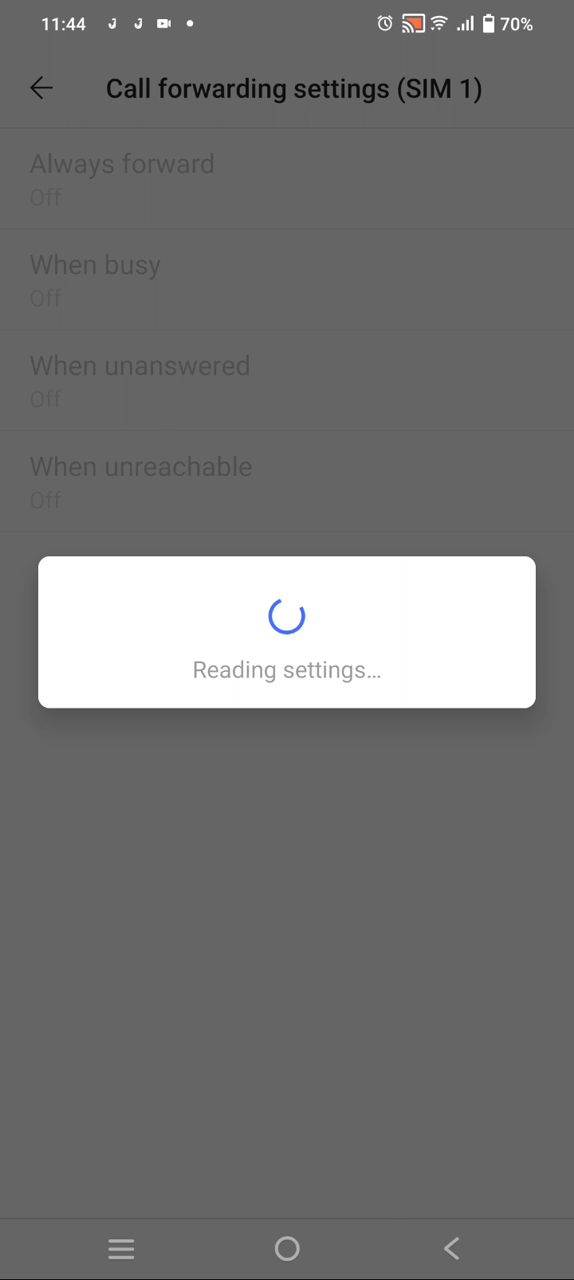 11:44 70%
Call forwarding settings (SIM 1)
Always forward
Off
When busy
Off
When unanswered
Off
When unreachable
Off
Reading settings...